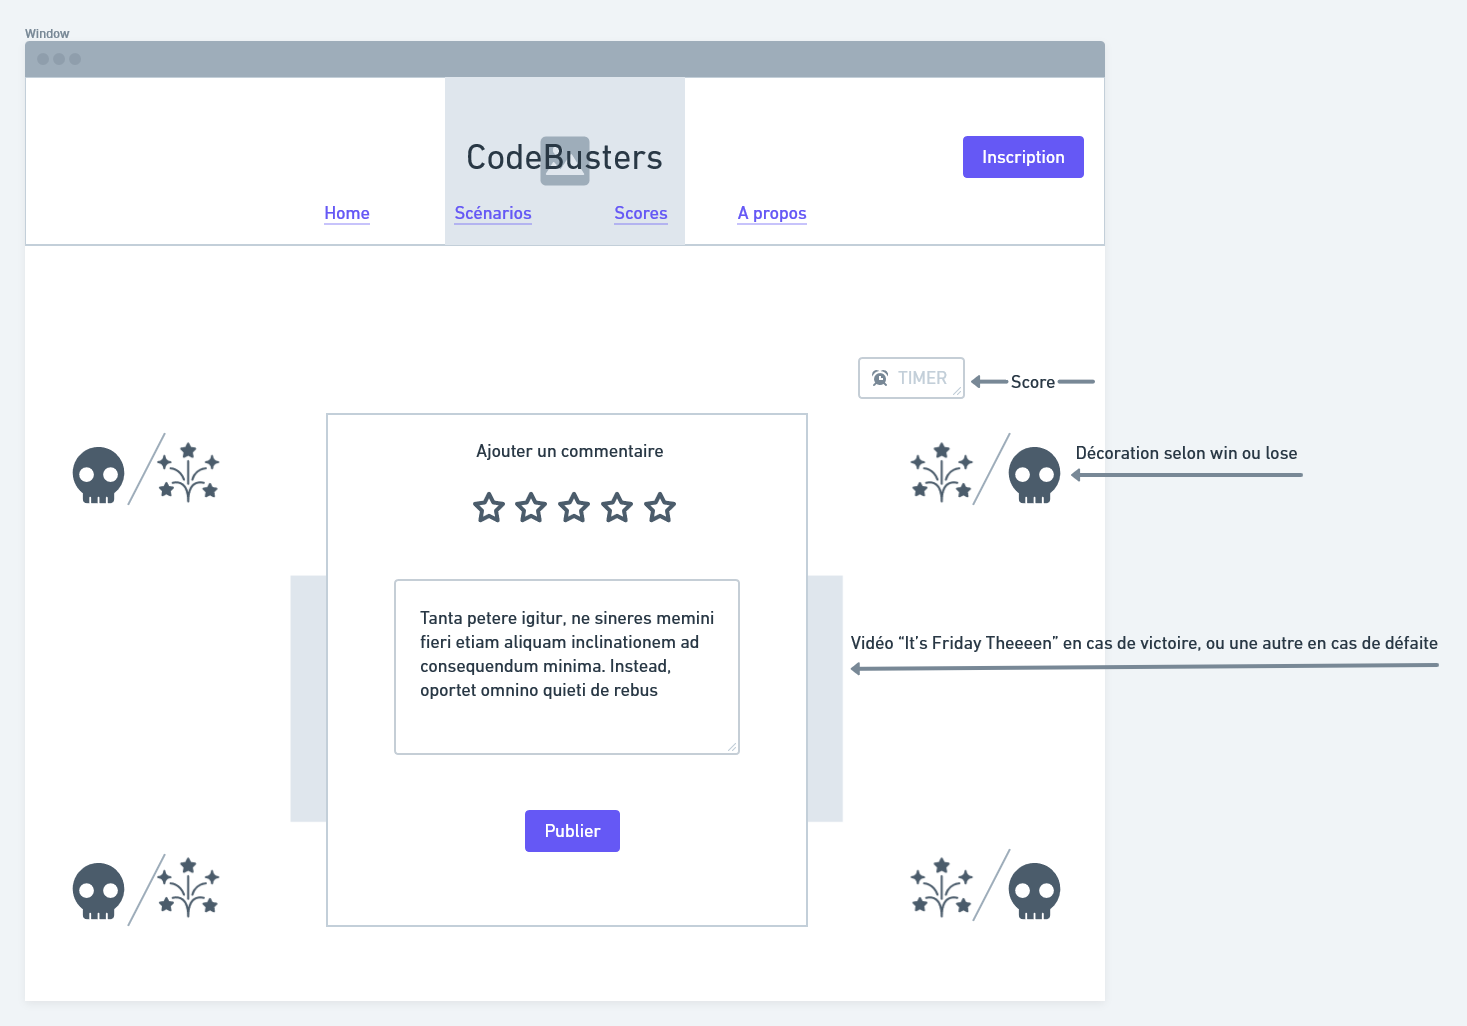 Window
CodeBusters
Inscription
Home
Scénarios
Scores
A propos
TIMER
Score
Ajouter un commentaire
Décoration selon win ou lose
Tanta petere igitur, ne sineres memini
fieri etiam aliquam inclinationem ad
consequendum minima. Instead,
oportet omnino quieti de rebus
Vidéo “It’s Friday Theeeen” en cas de victoire, ou une autre en cas de défaite
Publier